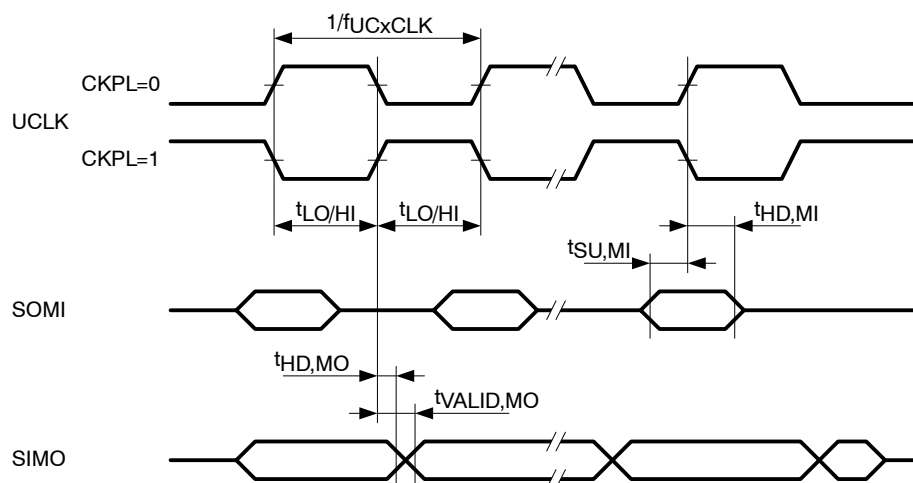 1/fUCxCLK
CKPL=0
UCLK
CKPL=1
tLO/HI tLO/HI tHD,MI
tSU,MI
SOMI
tHD,MO
tVALID,MO
SIMO